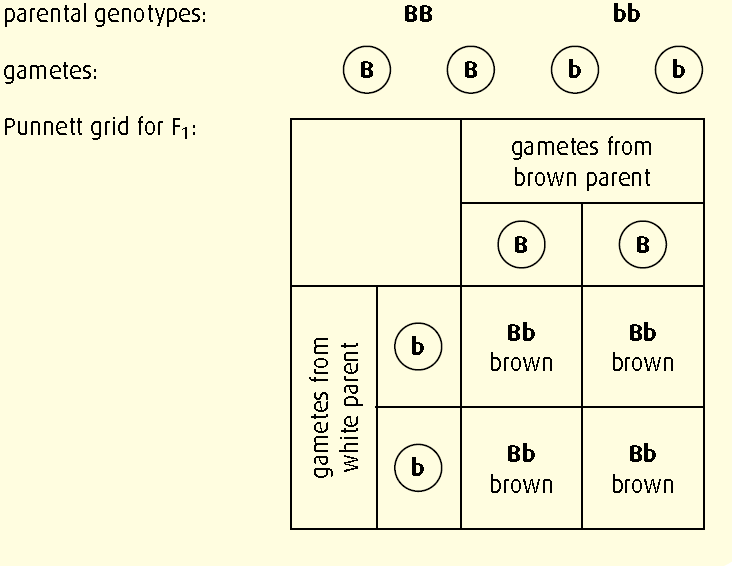 parental genotypes: BB bb
gametes: B B b b
Punnett grid for F₁:
gametes from
brown parent
B B
gametes from
white parent
b
Bb Bb
brown brown
b
Bb Bb
brown brown